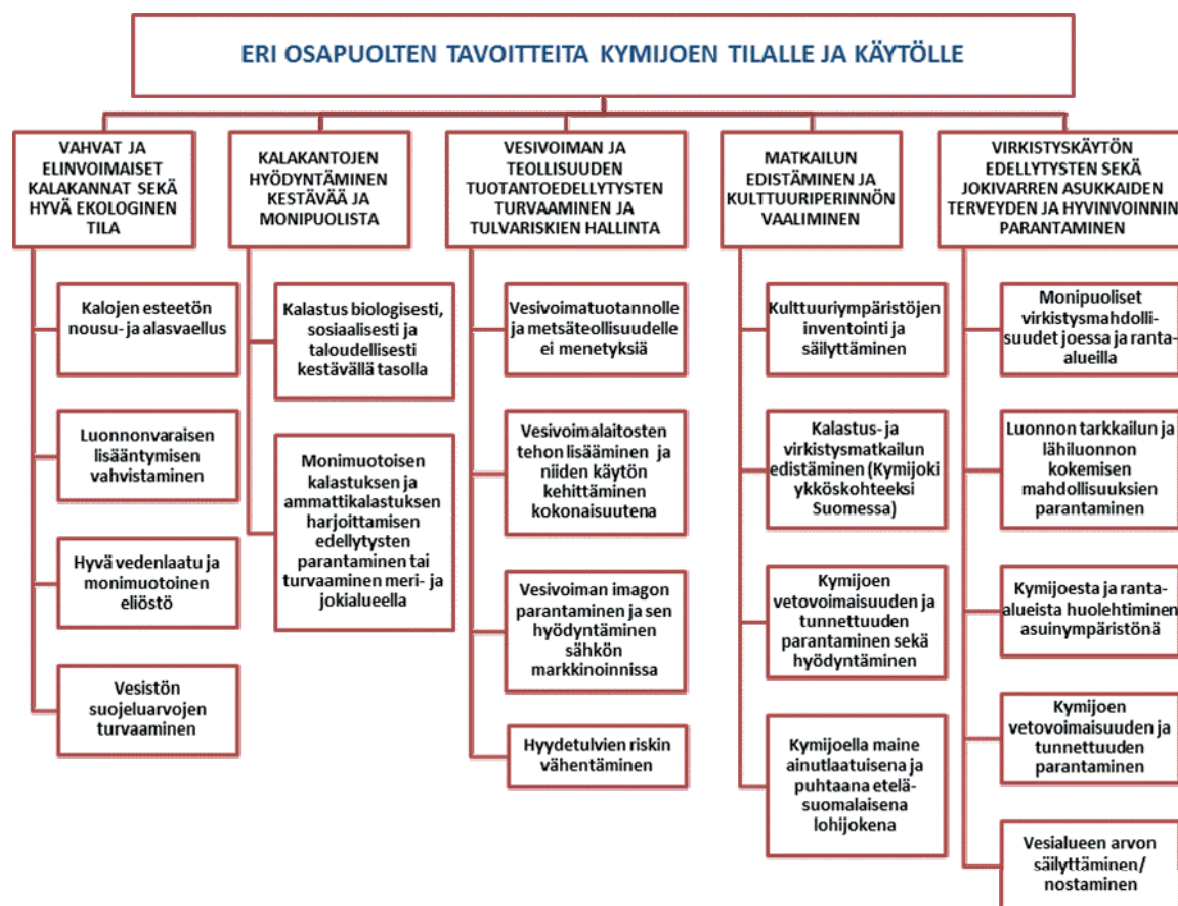 ERI OSAPUOLTEN TAVOITTEITA KYMIJOEN TILALLE JA KÄYTÖLLE
VAHVAT JA
ELINVOIMAISET
KALAKANNAT SEKÄ
HYVÄ EKOLOGINEN
TILA
Kalojen esteetön
nousu- ja alasvaellus
Luonnonvaraisen
lisääntymisen
vahvistaminen
Hyvä vedenlaatu ja
monimuotoinen
eliöstö
Vesistön
suojeluarvojen
turvaaminen
KALAKANTOJEN
HYÖDYNTÄMINEN
KESTÄVÄÄ JA
MONIPUOLISTA
Kalastus biologisesti,
sosiaalisesti ja
taloudellisesti
kestävällä tasolla
Monimuotoisen
kalastuksen ja
ammattikalastuksen
harjoittamisen
edellytysten
parantaminen tai
turvaaminen meri- ja
jokialueella
VESIVOIMAN JA
TEOLLISUUDEN
TUOTANTOEDELLYTYSTEN
TURVAAMINEN JA
TULVARISKIEN HALLINTA
Vesivoimatuotannolle
ja metsäteollisuudelle
ei menetyksiä
Vesivoimalaitosten
tehon lisääminen ja
niiden käytön
kehittäminen
kokonaisuutena
Vesivoiman imagon
parantaminen ja sen
hyödyntäminen
sähkön
markkinoinnissa
Hyydetulvien riskin
vähentäminen
MATKAILUN
EDISTÄMINEN JA
KULTTUURIPERINNÖN
VAALIMINEN
Kulttuuriympäristöjen
inventointi ja
säilyttäminen
Kalastus- ja
virkistysmatkailun
edistäminen (Kymijoki
ykköskohteeksi
Suomessa)
Kymijoen
vetovoimaisuuden ja
tunnettuuden
parantaminen sekä
hyödyntäminen
Kymijoella maine
ainutlaatuisena ja
puhtaana etelä-
suomalaisena
lohijokena
VIRKISTYSKÄYTÖN
EDELLYTYSTEN SEKÄ
JOKIVARREN ASUKKAIDEN
TERVEYDEN JA HYVINVOINNIN
PARANTAMINEN
Monipuoliset
virkistysmahdolli-
suudet joessa ja ranta-
alueilla
Luonnon tarkkailun ja
lähiluonnon
kokemisen
mahdollisuuksien
parantaminen
Kymijoesta ja ranta-
alueista huolehtiminen
asuinympäristönä
Kymijoen
vetovoimaisuuden ja
tunnettuuden
parantaminen
Vesialueen arvon
säilyttäminen/
nostaminen